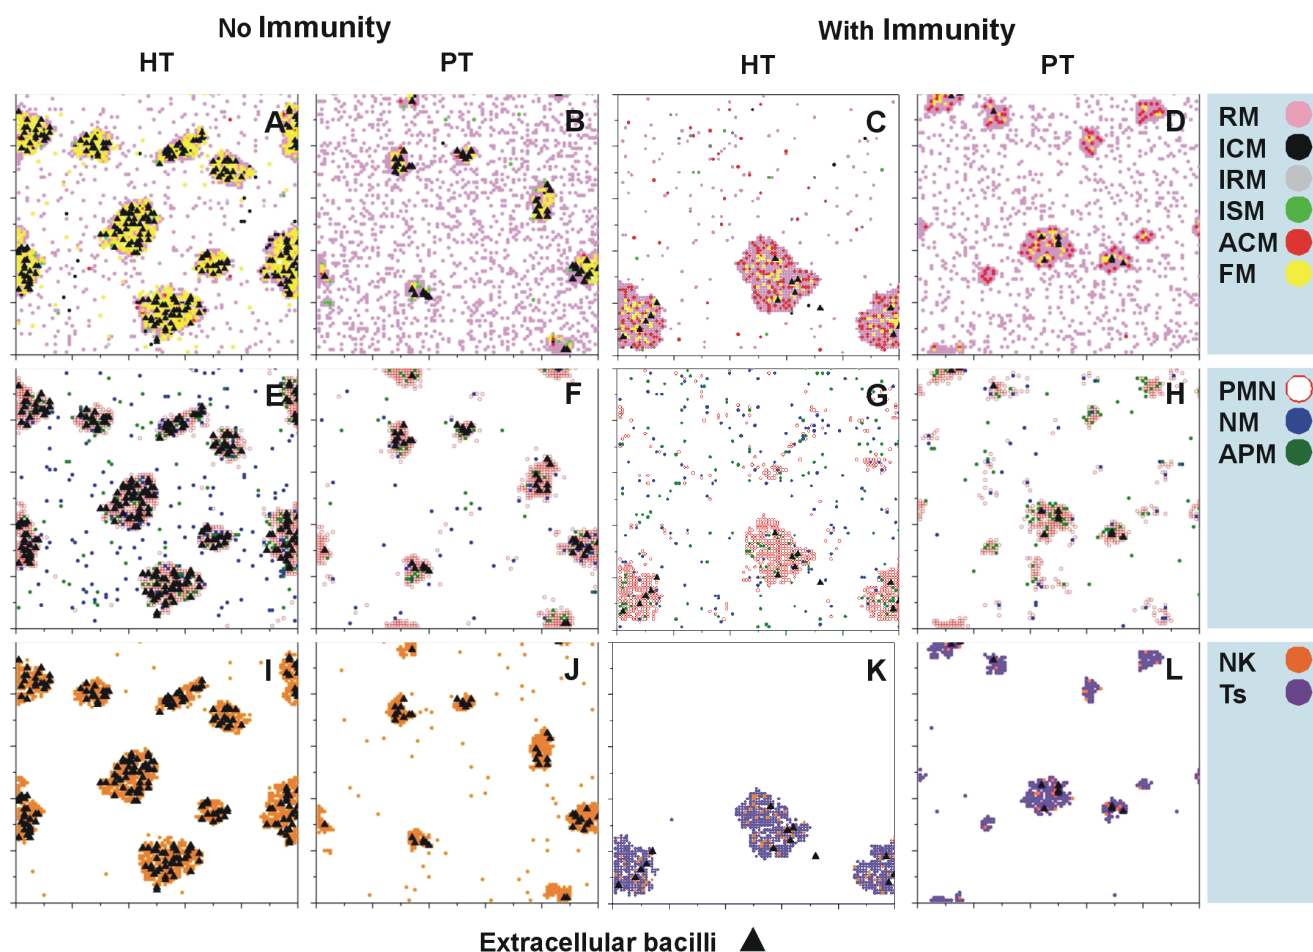 No Immunity
With Immunity
HT
PT
HT
PT
A
B
C
D
RM
ICM
IRM
ISM
ACM
FM
E
F
G
H
PMN
NM
APM
I
J
K
L
NK
Ts
Extracellular bacilli